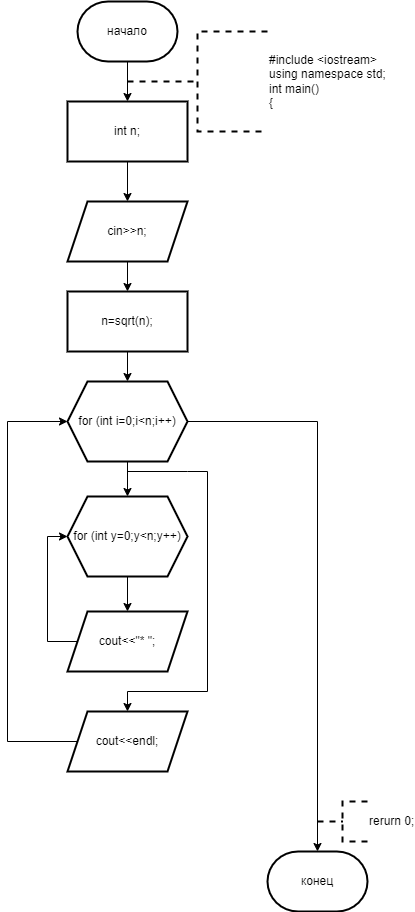 начало
#include <iostream>
using namespace std;
int main()
{
int n;
cin>>n;
n=sqrt(n);
for (int i=0;i<n;i++)
for (int y=0;y<n;y++)
cout<<"* ";
cout<<endl;
rerurn 0;
конец